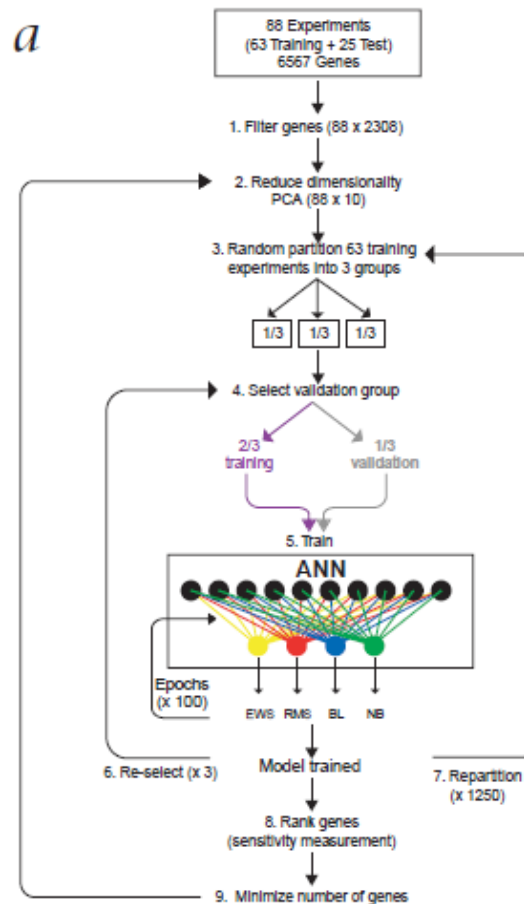 a
88 Experiments
(63 Training + 25 Test)
6567 Genes
1. Filter genes (88 x 2308)
2. Reduce dimensionality
PCA (88 x 10)
3. Random partition 63 training
experiments into 3 groups
1/3 1/3 1/3
4. Select validation group
2/3
training
1/3
validation
5. Train
ANN
Epochs
(x 100)
EWS RMS BL NB
6. Re-select (x 3)
Model trained
7. Repartition
(x 1250)
8. Rank genes
(sensitivity measurement)
9. Minimize number of genes